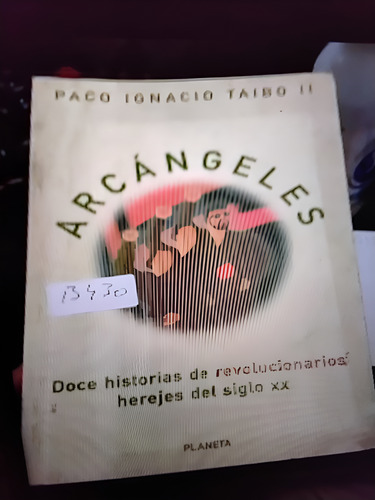 PACO IGNACIO TAIBO II
ARCÁNGELES
13430
Doce historias de revolucionarios
herejes del siglo XX
PLANETA